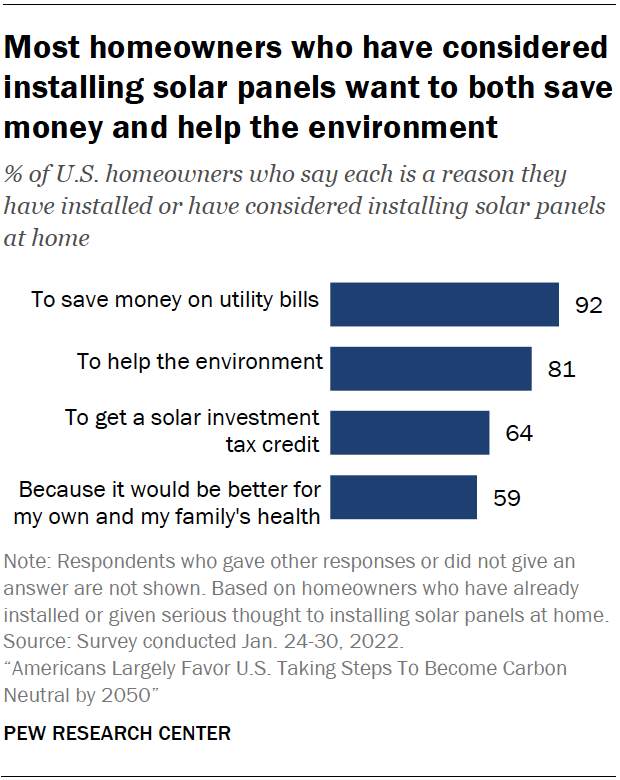 Most homeowners who have considered
installing solar panels want to both save
money and help the environment
% of U.S. homeowners who say each is a reason they
have installed or have considered installing solar panels
at home
To save money on utility bills 92
To help the environment 81
To get a solar investment
tax credit 64
Because it would be better for
my own and my family's health 59
Note: Respondents who gave other responses or did not give an
answer are not shown. Based on homeowners who have already
installed or given serious thought to installing solar panels at home.
Source: Survey conducted Jan. 24-30, 2022.
“Americans Largely Favor U.S. Taking Steps To Become Carbon
Neutral by 2050”
PEW RESEARCH CENTER